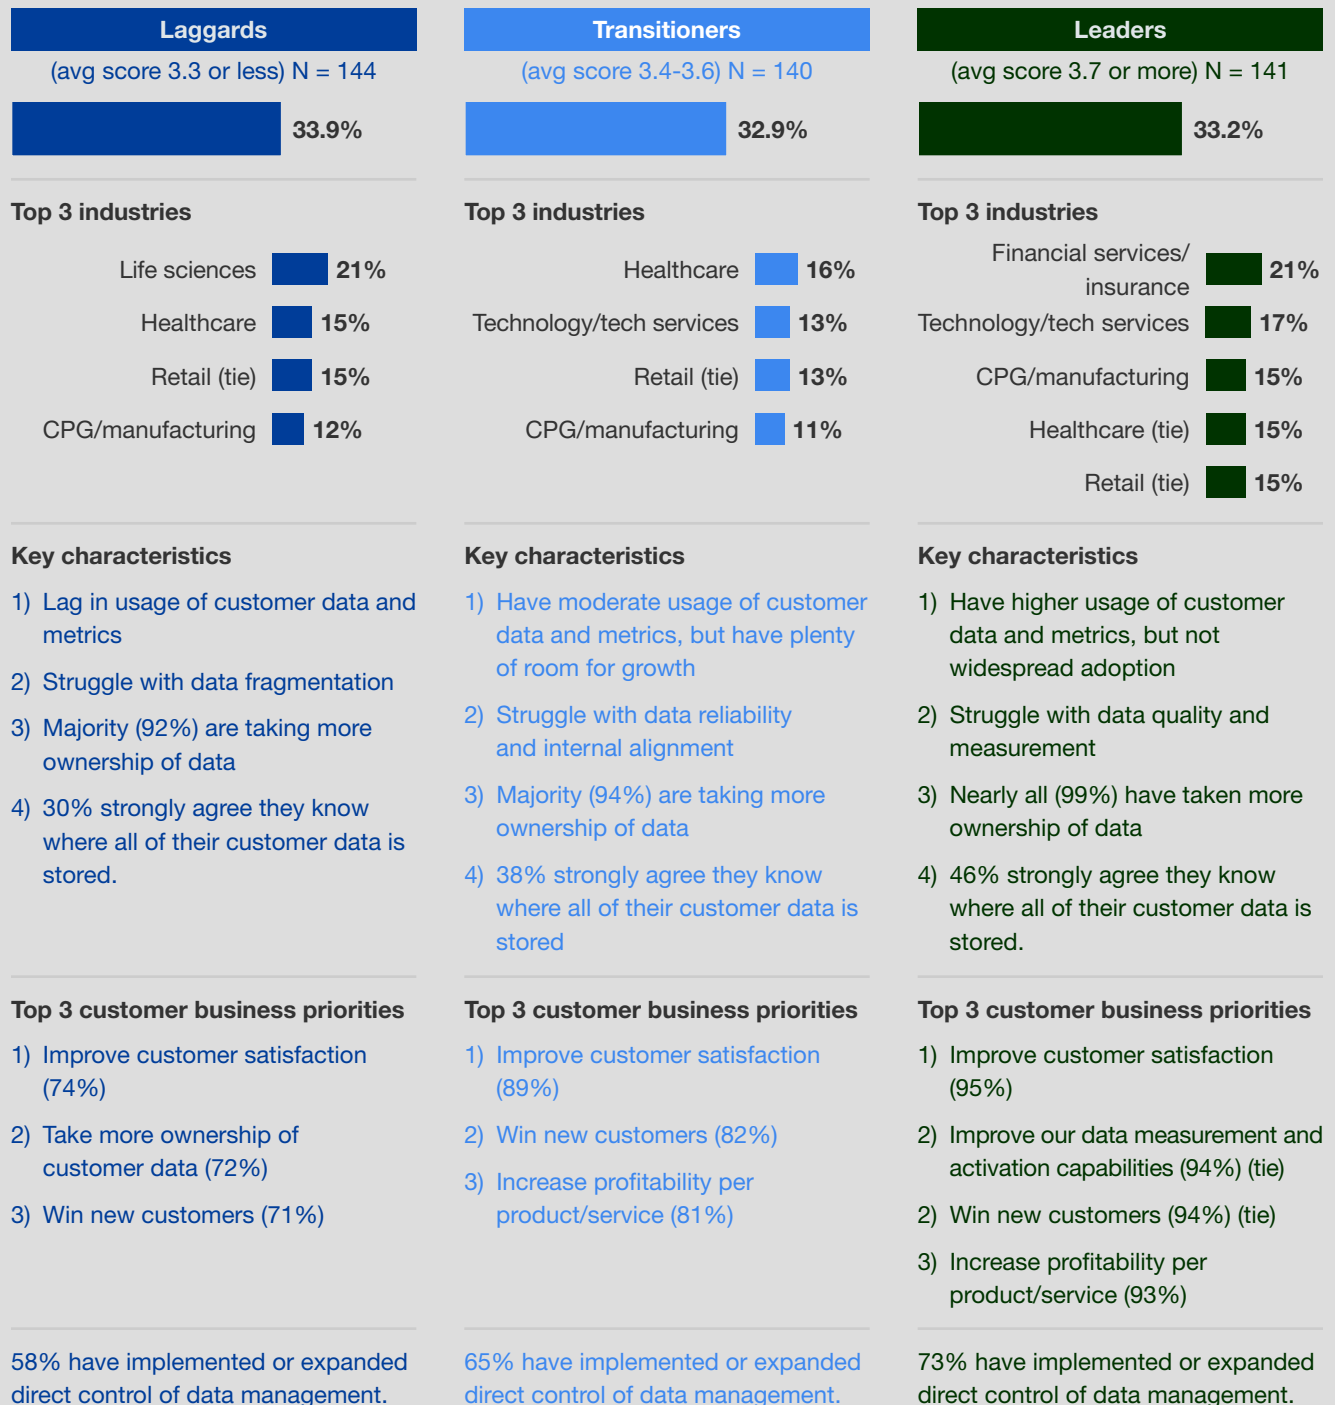 Laggards
(avg score 3.3 or less) N = 144
33.9%
Top 3 industries
Life sciences 21%
Healthcare 15%
Retail (tie) 15%
CPG/manufacturing 12%
Key characteristics
1) Lag in usage of customer data and
metrics
2) Struggle with data fragmentation
3) Majority (92%) are taking more
ownership of data
4) 30% strongly agree they know
where all of their customer data is
stored.
Top 3 customer business priorities
1) Improve customer satisfaction
(74%)
2) Take more ownership of
customer data (72%)
3) Win new customers (71%)
58% have implemented or expanded
direct control of data management.
Transitioners
(avg score 3.4-3.6) N = 140
32.9%
Top 3 industries
Healthcare 16%
Technology/tech services 13%
Retail (tie) 13%
CPG/manufacturing 11%
Key characteristics
1) Have moderate usage of customer
data and metrics, but have plenty
of room for growth
2) Struggle with data reliability
and internal alignment
3) Majority (94%) are taking more
ownership of data
4) 38% strongly agree they know
where all of their customer data is
stored
Top 3 customer business priorities
1) Improve customer satisfaction
(89%)
2) Win new customers (82%)
3) Increase profitability per
product/service (81%)
65% have implemented or expanded
direct control of data management.
Leaders
(avg score 3.7 or more) N = 141
33.2%
Top 3 industries
Financial services/
insurance 21%
Technology/tech services 17%
CPG/manufacturing 15%
Healthcare (tie) 15%
Retail (tie) 15%
Key characteristics
1) Have higher usage of customer
data and metrics, but not
widespread adoption
2) Struggle with data quality and
measurement
3) Nearly all (99%) have taken more
ownership of data
4) 46% strongly agree they know
where all of their customer data is
stored.
Top 3 customer business priorities
1) Improve customer satisfaction
(95%)
2) Improve our data measurement and
activation capabilities (94%) (tie)
2) Win new customers (94%) (tie)
3) Increase profitability per
product/service (93%)
73% have implemented or expanded
direct control of data management.